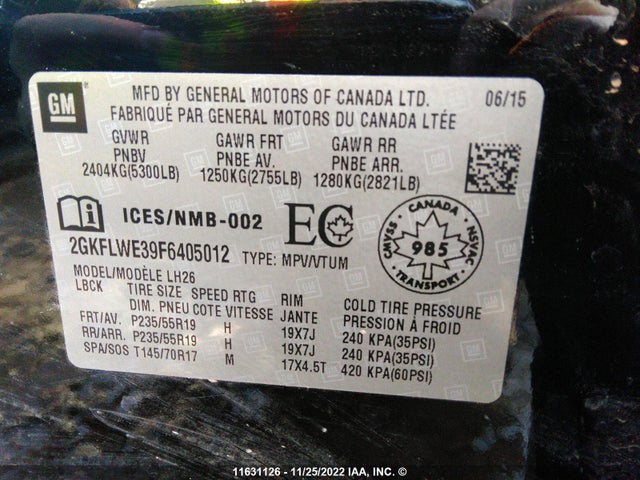 GM
MFD BY GENERAL MOTORS OF CANADA LTD. 06/15
FABRIQUÉ PAR GENERAL MOTORS DU CANADA LTÉE
GVWR GAWR FRT GAWR RR
PNBV PNBE AV. PNBE ARR.
2404KG(5300LB) 1250KG(2755LB) 1280KG(2821LB)
ICES/NMB-002 EC
CANADA
CMVSS 985 NSVAC
TRANSPORT
2GKFLWE39F6405012 TYPE: MPV/VTUM
MODEL/MODÈLE LH26
LBCK TIRE SIZE SPEED RTG RIM COLD TIRE PRESSURE
DIM. PNEU COTE VITESSE JANTE PRESSION À FROID
FRT/AV. P235/55R19 H 19X7J 240 KPA(35PSI)
RR/ARR. P235/55R19 H 19X7J 240 KPA(35PSI)
SPA/SOS T145/70R17 M 17X4.5T 420 KPA(60PSI)
11631126 - 11/25/2022 IAA, INC. ©